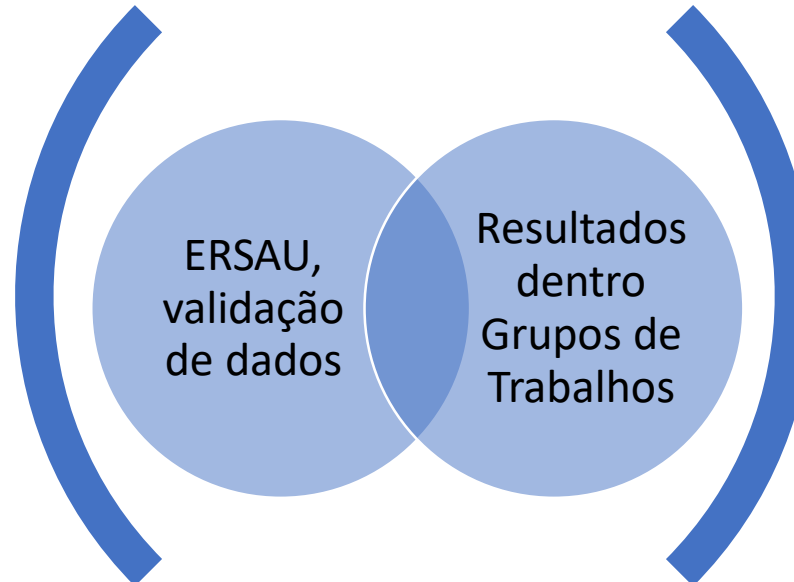 ERSAU,
validação
de dados
Resultados
dentro
Grupos de
Trabalhos